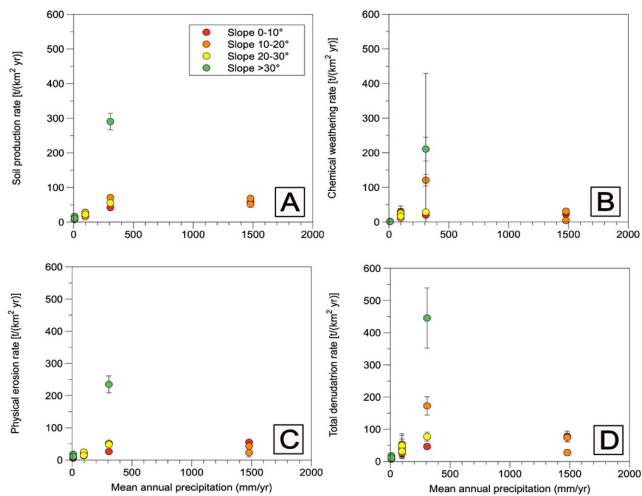 600
500
400
300
200
100
0
0 500 1000 1500 2000
Soil production rate [t/(km² yr)]
Slope 0-10°
Slope 10-20°
Slope 20-30°
Slope >30°
A
600
500
400
300
200
100
0
0 500 1000 1500 2000
Chemical weathering rate [t/(km² yr)]
B
600
500
400
300
200
100
0
0 500 1000 1500 2000
Physical erosion rate [t/(km² yr)]
Mean annual precipitation (mm/yr)
C
600
500
400
300
200
100
0
0 500 1000 1500 2000
Total denudatrion rate [t/(km² yr)]
Mean annual precipitation (mm/yr)
D